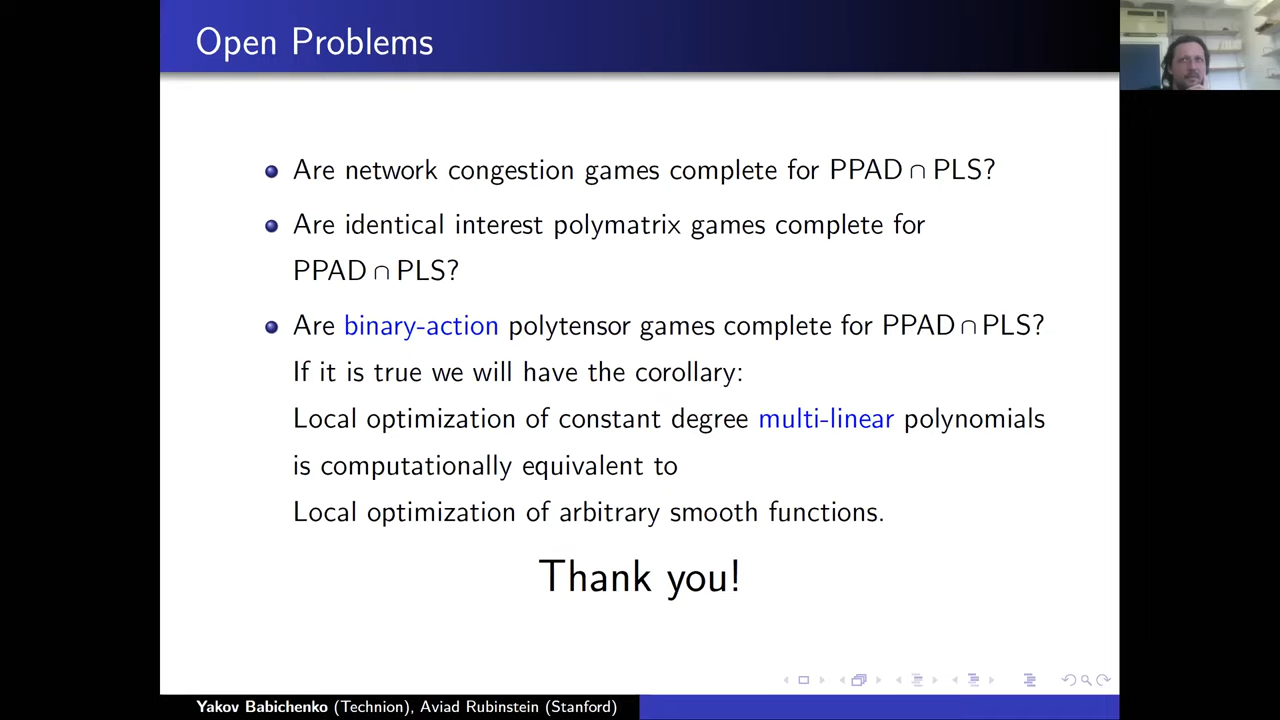 Open Problems
Are network congestion games complete for PPAD ∩ PLS?
Are identical interest polymatrix games complete for
PPAD ∩ PLS?
Are binary-action polytensor games complete for PPAD ∩ PLS?
If it is true we will have the corollary:
Local optimization of constant degree multi-linear polynomials
is computationally equivalent to
Local optimization of arbitrary smooth functions.
Thank you!
Yakov Babichenko (Technion), Aviad Rubinstein (Stanford)